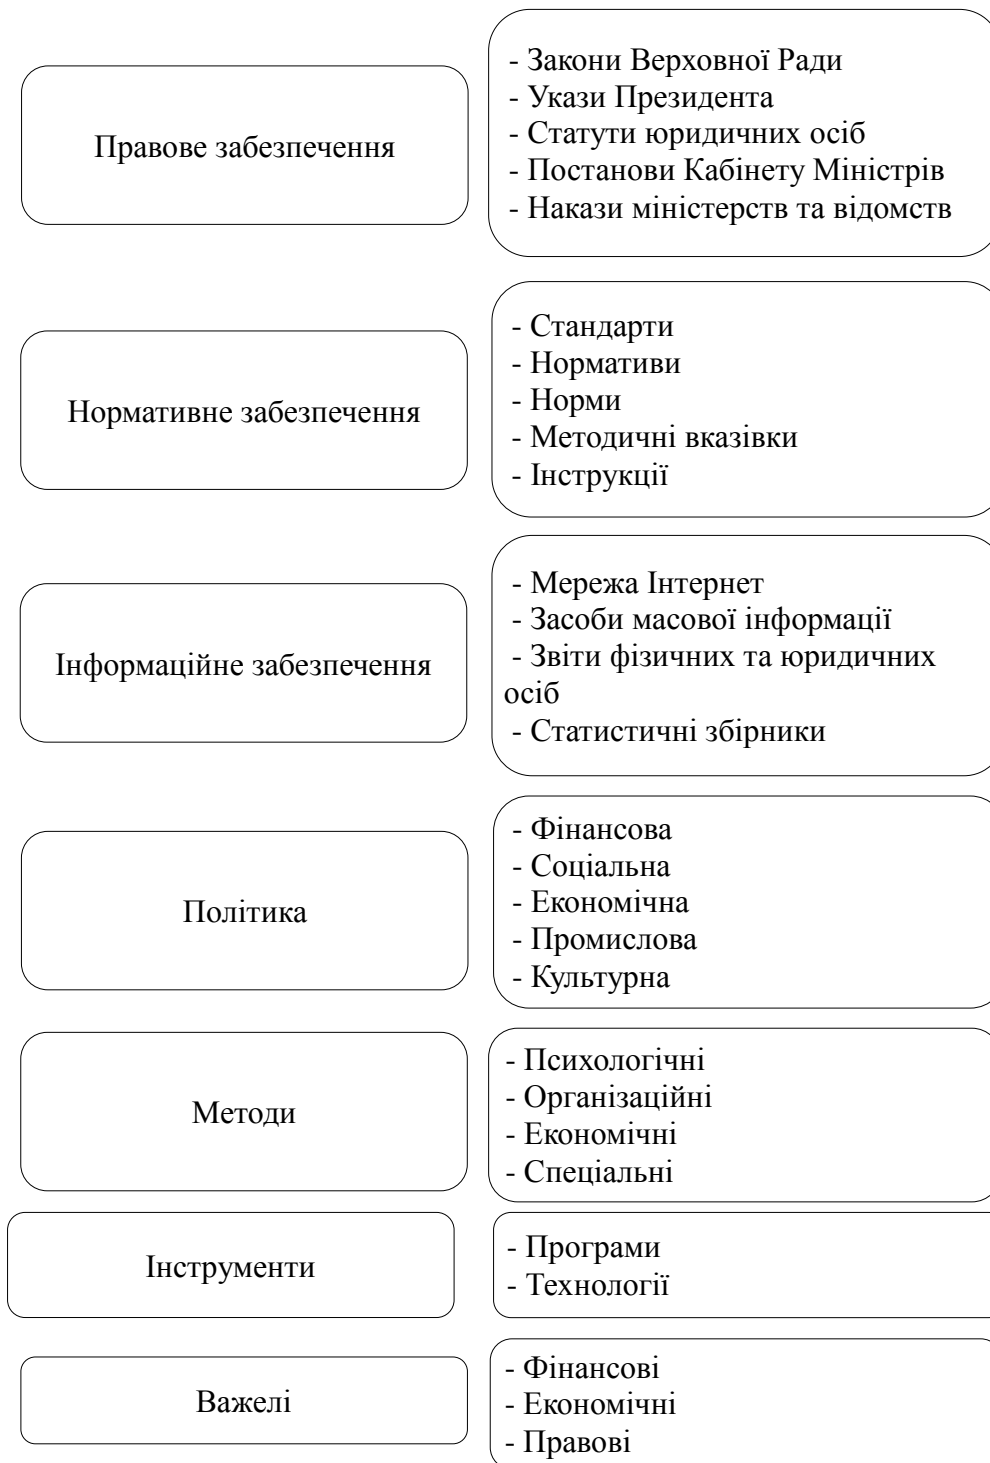 Правове забезпечення
- Закони Верховної Ради
- Укази Президента
- Статути юридичних осіб
- Постанови Кабінету Міністрів
- Накази міністерств та відомств
Нормативне забезпечення
- Стандарти
- Нормативи
- Норми
- Методичні вказівки
- Інструкції
Інформаційне забезпечення
- Мережа Інтернет
- Засоби масової інформації
- Звіти фізичних та юридичних
осіб
- Статистичні збірники
Політика
- Фінансова
- Соціальна
- Економічна
- Промислова
- Культурна
Методи
- Психологічні
- Організаційні
- Економічні
- Спеціальні
Інструменти
- Програми
- Технології
Важелі
- Фінансові
- Економічні
- Правові